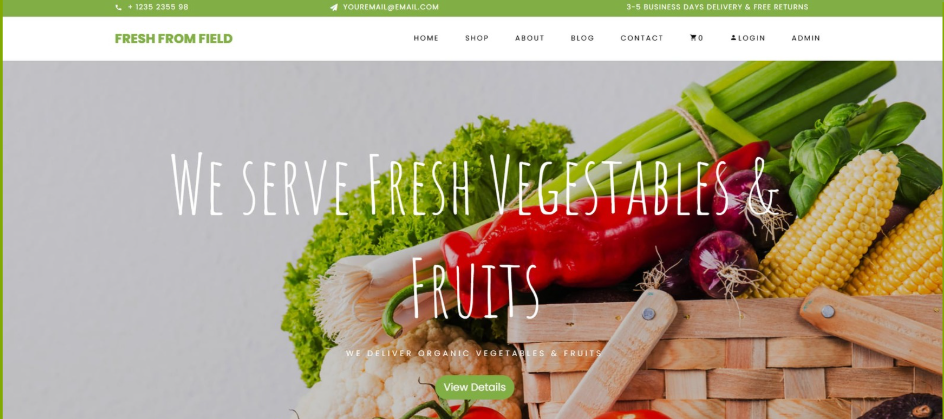 + 1235 2355 98
YOUREMAIL@EMAIL.COM
3-5 BUSINESS DAYS DELIVERY & FREE RETURNS
FRESH FROM FIELD
HOME SHOP ABOUT BLOG CONTACT 0 LOGIN ADMIN
WE SERVE FRESH VEGESTABLES &
FRUITS
WE DELIVER ORGANIC VEGETABLES & FRUITS
View Details